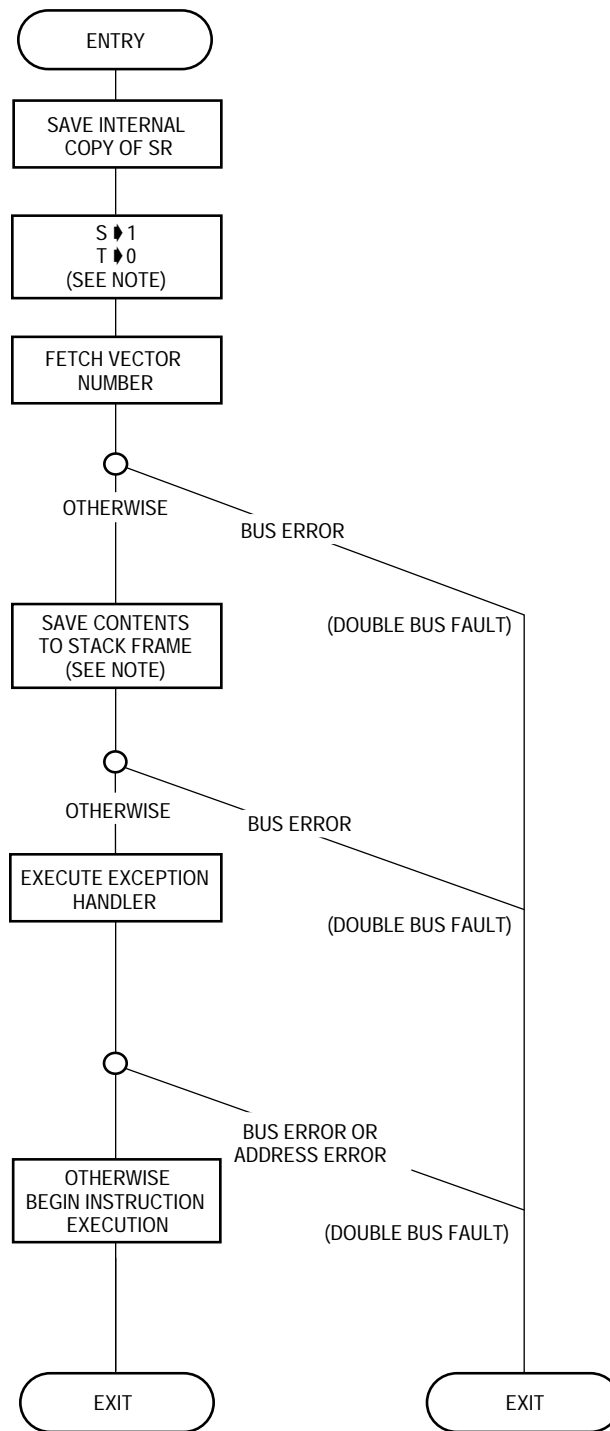 ENTRY
SAVE INTERNAL
COPY OF SR
S ➧ 1
T ➧ 0
(SEE NOTE)
FETCH VECTOR
NUMBER
OTHERWISE
BUS ERROR
(DOUBLE BUS FAULT)
SAVE CONTENTS
TO STACK FRAME
(SEE NOTE)
OTHERWISE
BUS ERROR
EXECUTE EXCEPTION
HANDLER
(DOUBLE BUS FAULT)
BUS ERROR OR
ADDRESS ERROR
OTHERWISE
BEGIN INSTRUCTION
EXECUTION
(DOUBLE BUS FAULT)
EXIT
EXIT